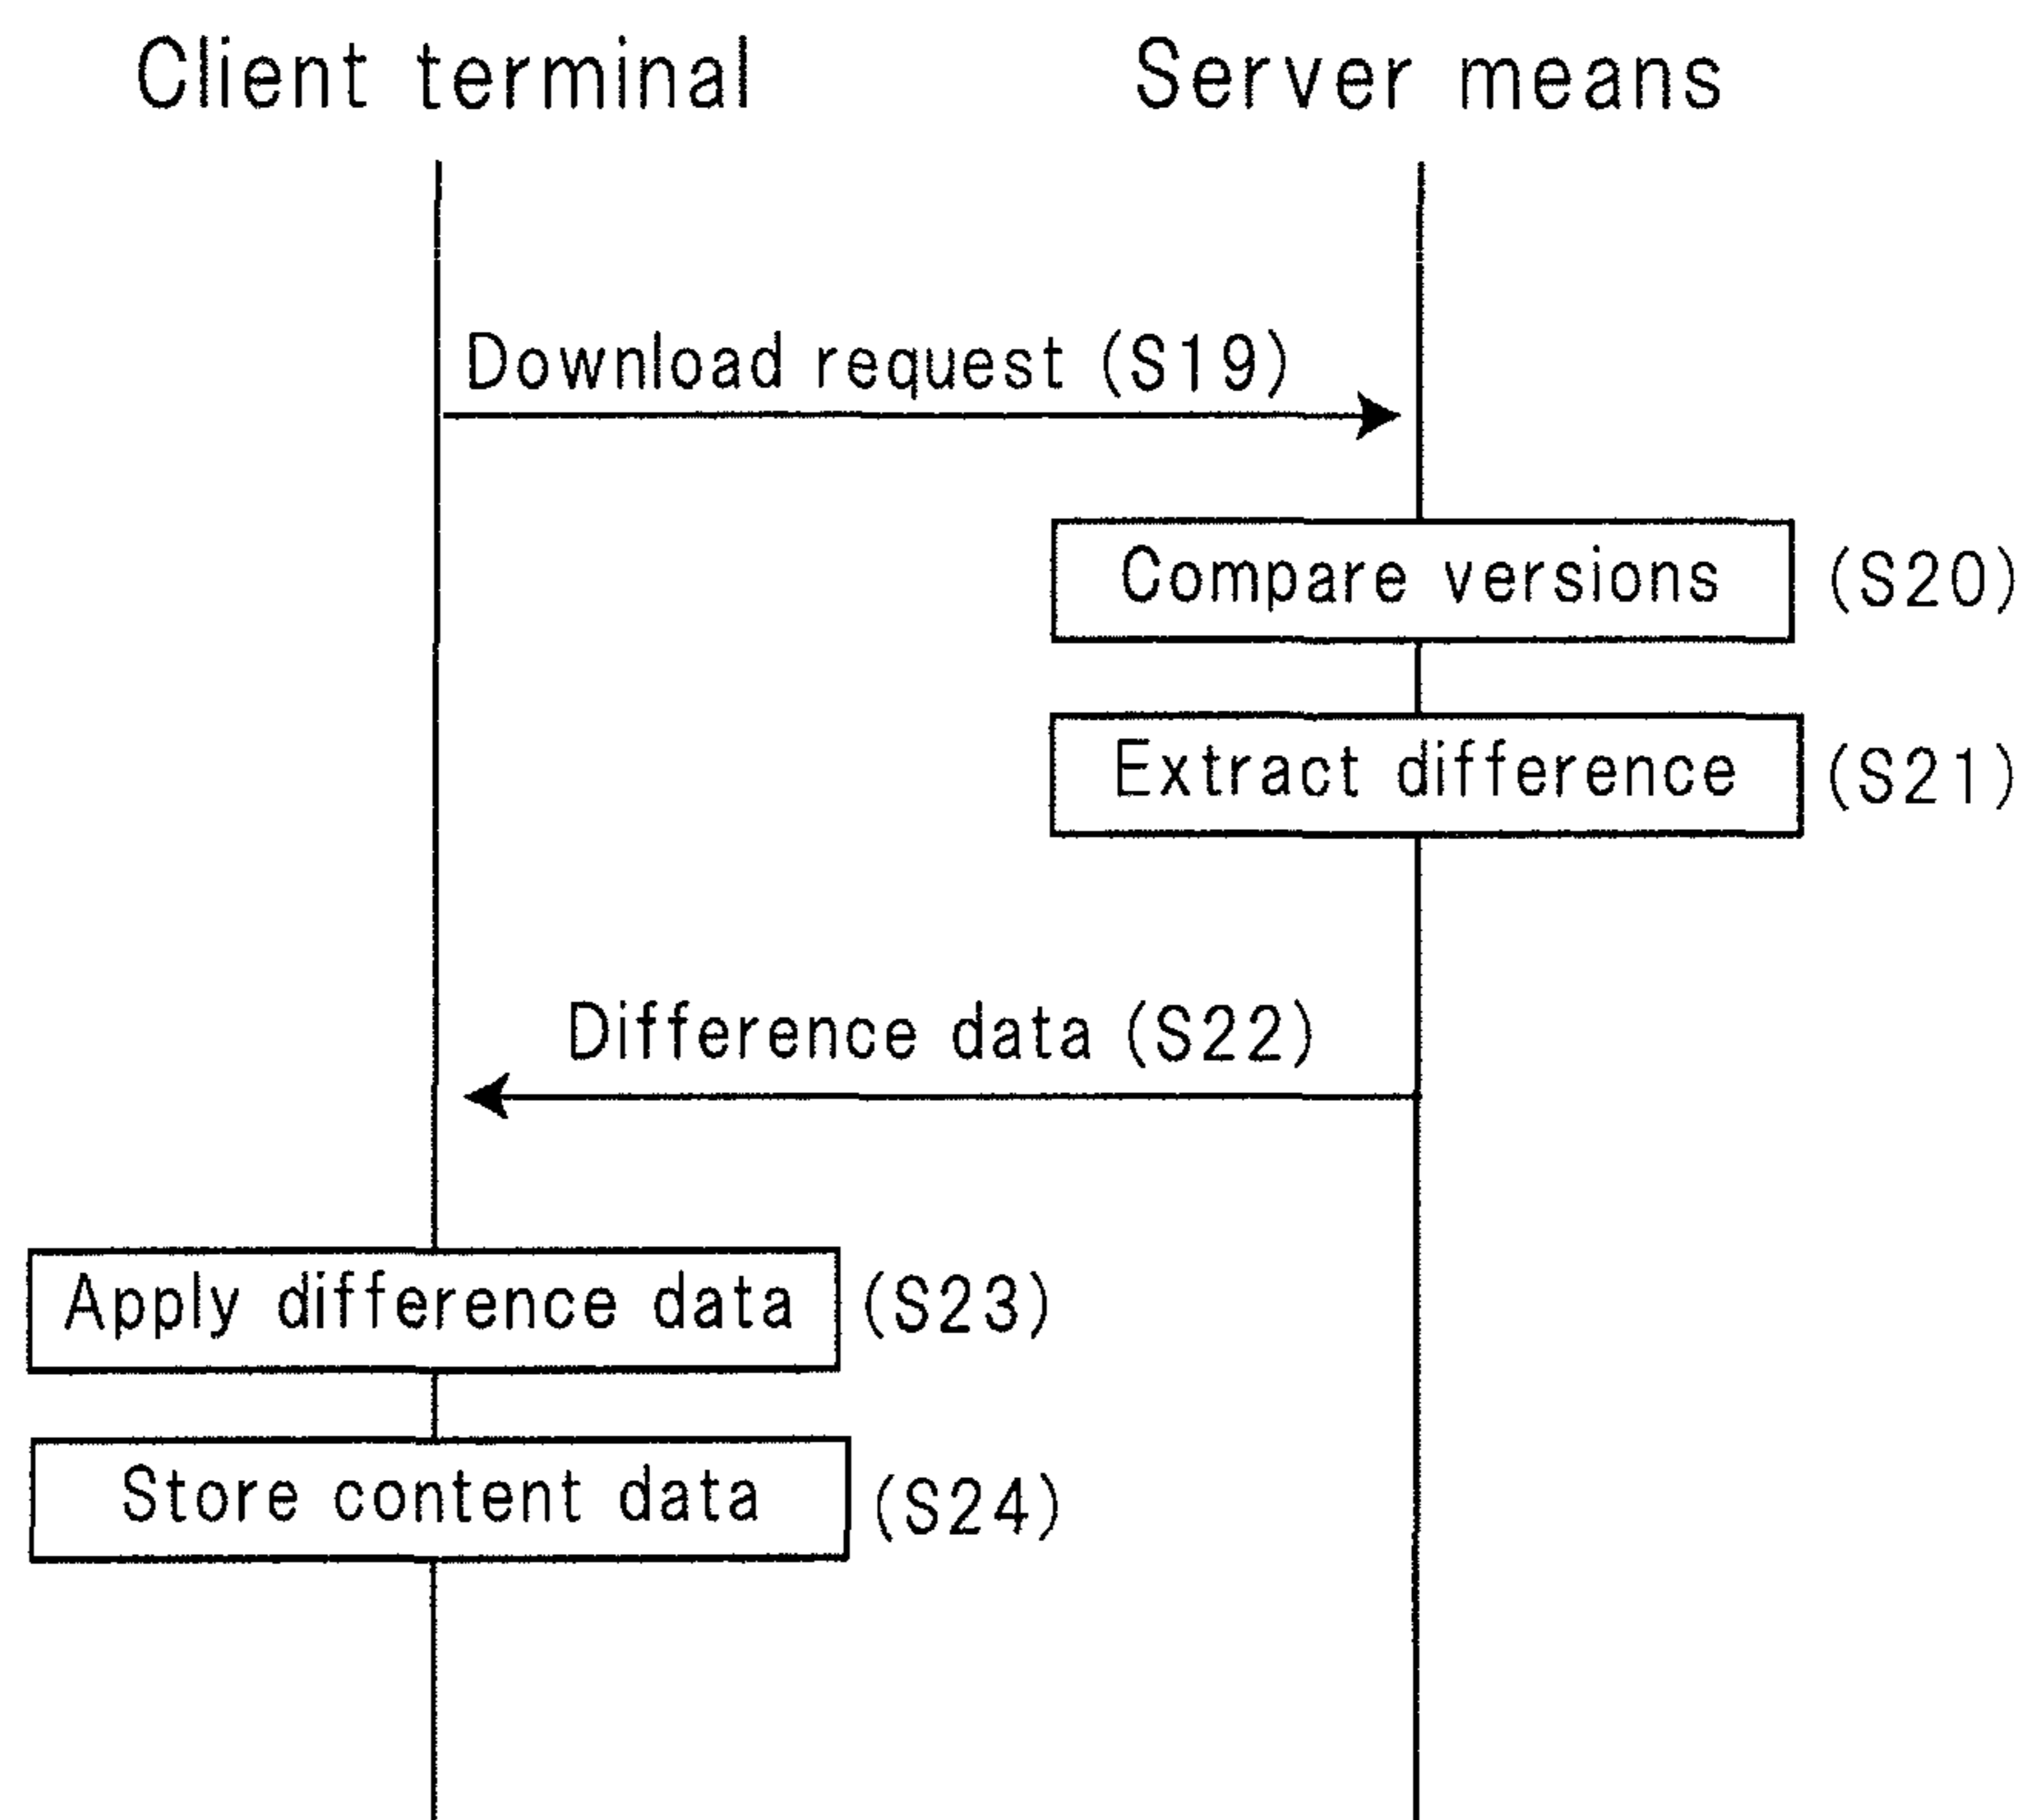 Client terminal
Server means
Download request (S19)
Compare versions (S20)
Extract difference (S21)
Difference data (S22)
Apply difference data (S23)
Store content data (S24)